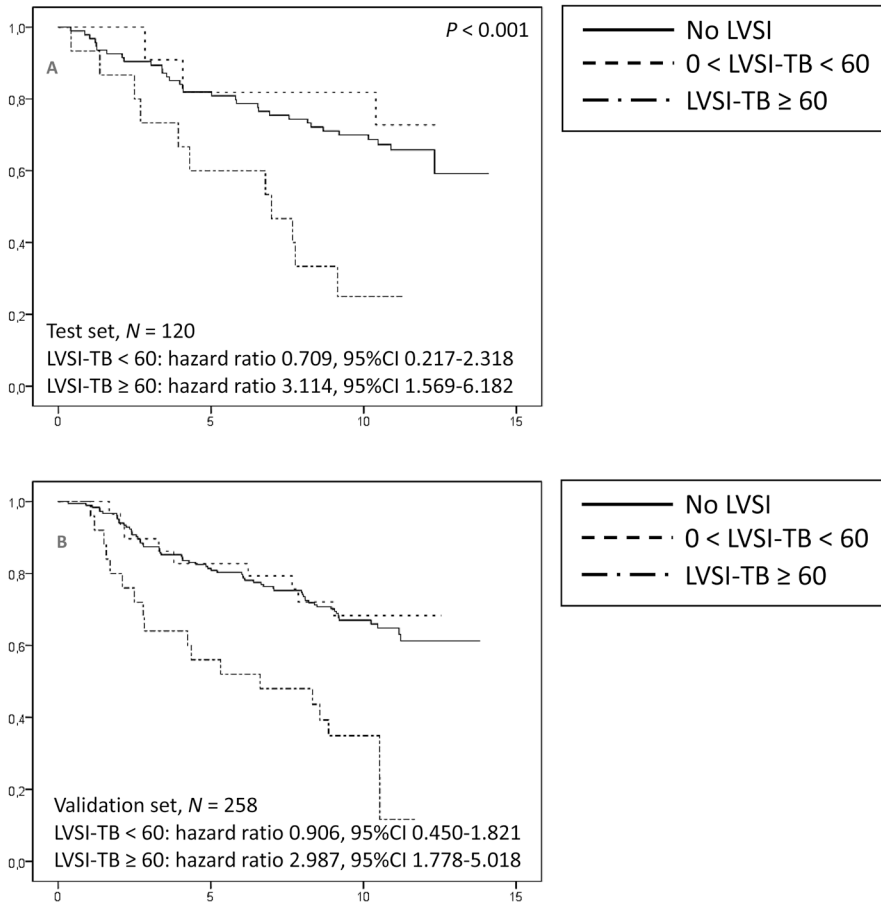 P < 0.001
1,0
0,8
0,6
0,4
0,2
0,0
A
Test set, N = 120
LVSI-TB < 60: hazard ratio 0.709, 95%CI 0.217-2.318
LVSI-TB ≥ 60: hazard ratio 3.114, 95%CI 1.569-6.182
0
5
10
15
No LVSI
0 < LVSI-TB < 60
LVSI-TB ≥ 60
1,0
0,8
0,6
0,4
0,2
0,0
B
Validation set, N = 258
LVSI-TB < 60: hazard ratio 0.906, 95%CI 0.450-1.821
LVSI-TB ≥ 60: hazard ratio 2.987, 95%CI 1.778-5.018
0
5
10
15
No LVSI
0 < LVSI-TB < 60
LVSI-TB ≥ 60